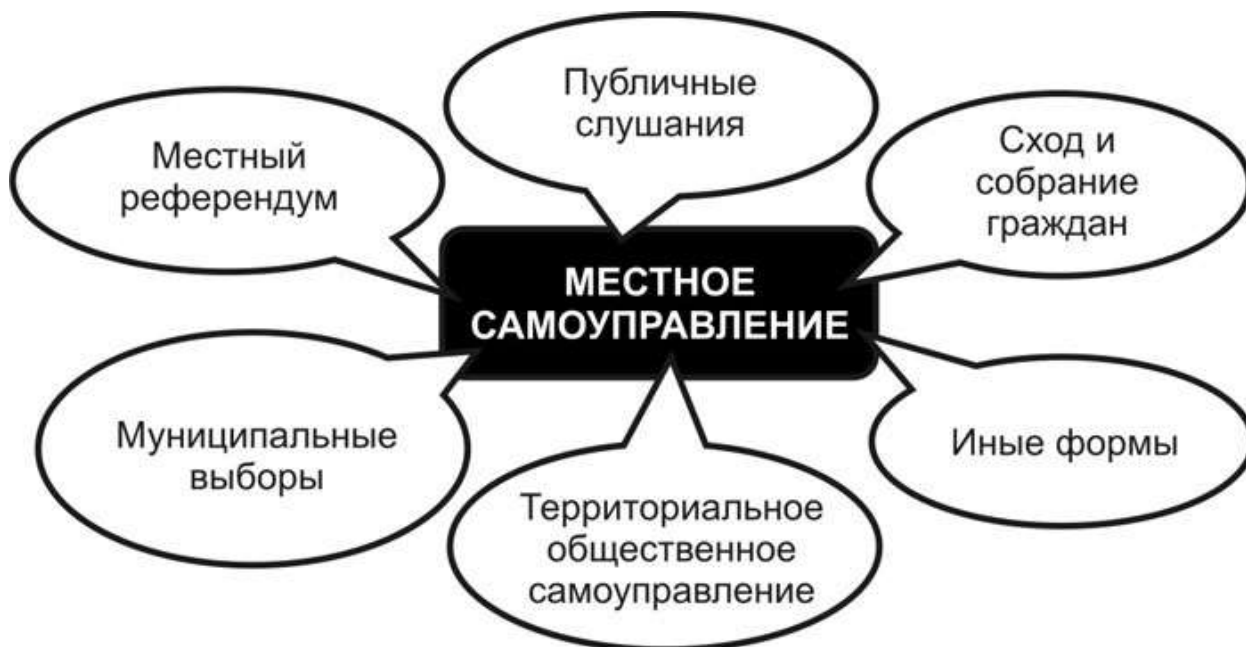 Публичные
слушания
Местный
референдум
Сход и
собрание
граждан
МЕСТНОЕ
САМОУПРАВЛЕНИЕ
Муниципальные
выборы
Иные формы
Территориальное
общественное
самоуправление